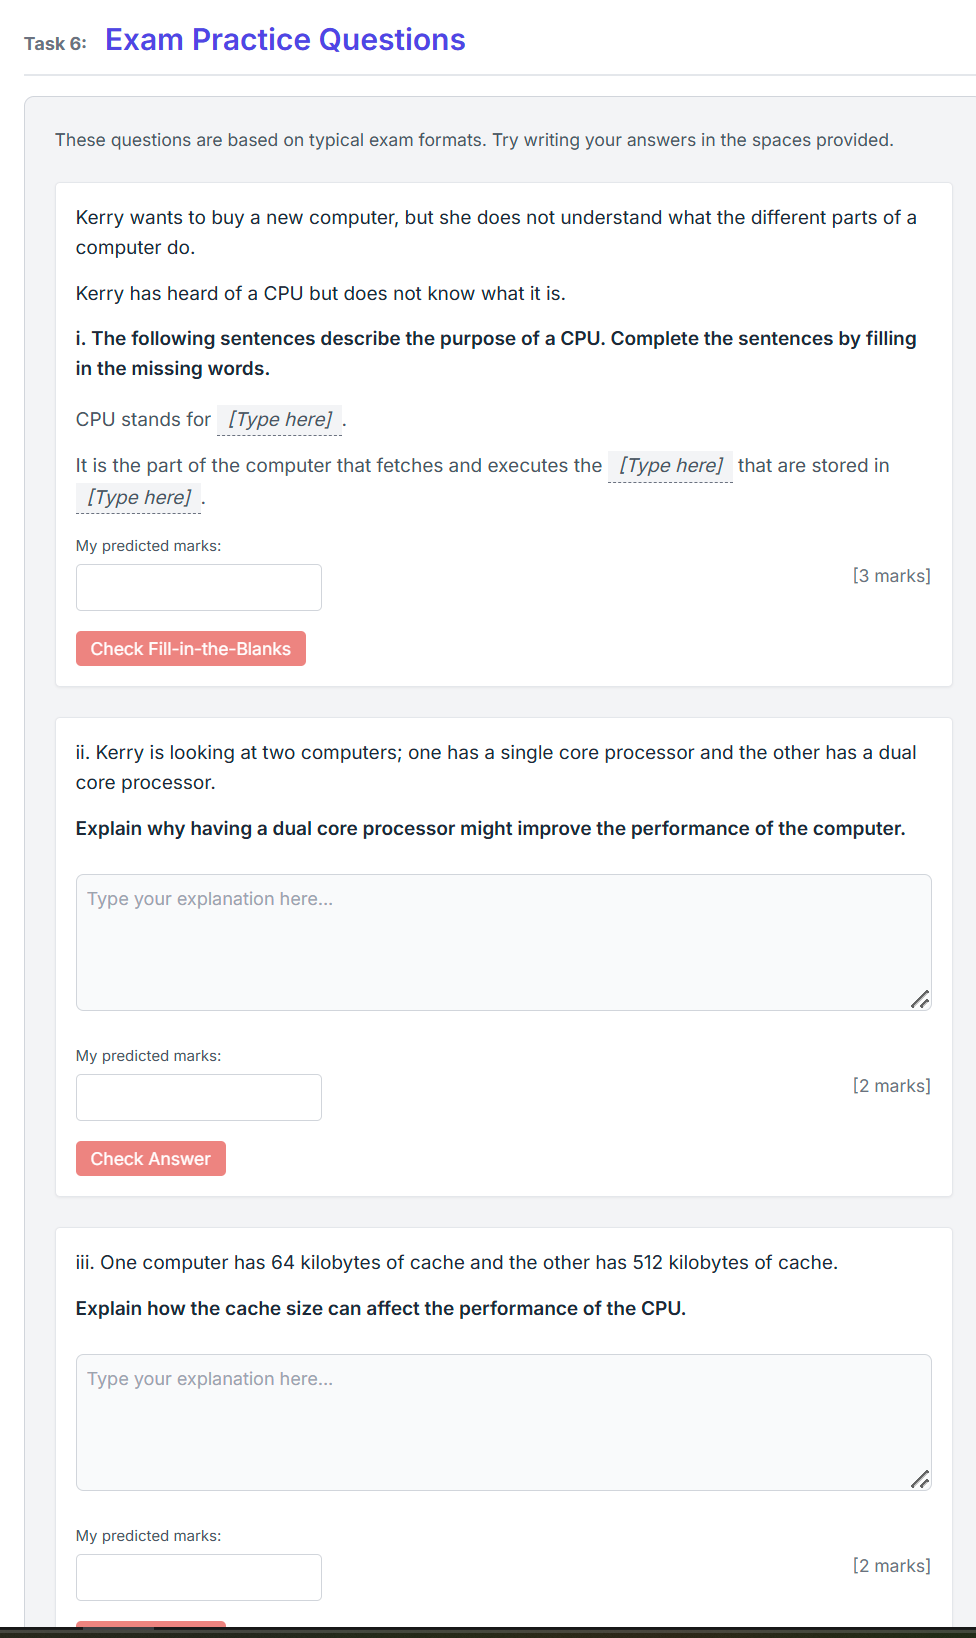 Task 6: Exam Practice Questions
These questions are based on typical exam formats. Try writing your answers in the spaces provided.
Kerry wants to buy a new computer, but she does not understand what the different parts of a
computer do.
Kerry has heard of a CPU but does not know what it is.
i. The following sentences describe the purpose of a CPU. Complete the sentences by filling
in the missing words.
CPU stands for [Type here].
It is the part of the computer that fetches and executes the [Type here] that are stored in
[Type here].
My predicted marks:
[3 marks]
Check Fill-in-the-Blanks
ii. Kerry is looking at two computers; one has a single core processor and the other has a dual
core processor.
Explain why having a dual core processor might improve the performance of the computer.
Type your explanation here...
My predicted marks:
[2 marks]
Check Answer
iii. One computer has 64 kilobytes of cache and the other has 512 kilobytes of cache.
Explain how the cache size can affect the performance of the CPU.
Type your explanation here...
My predicted marks:
[2 marks]